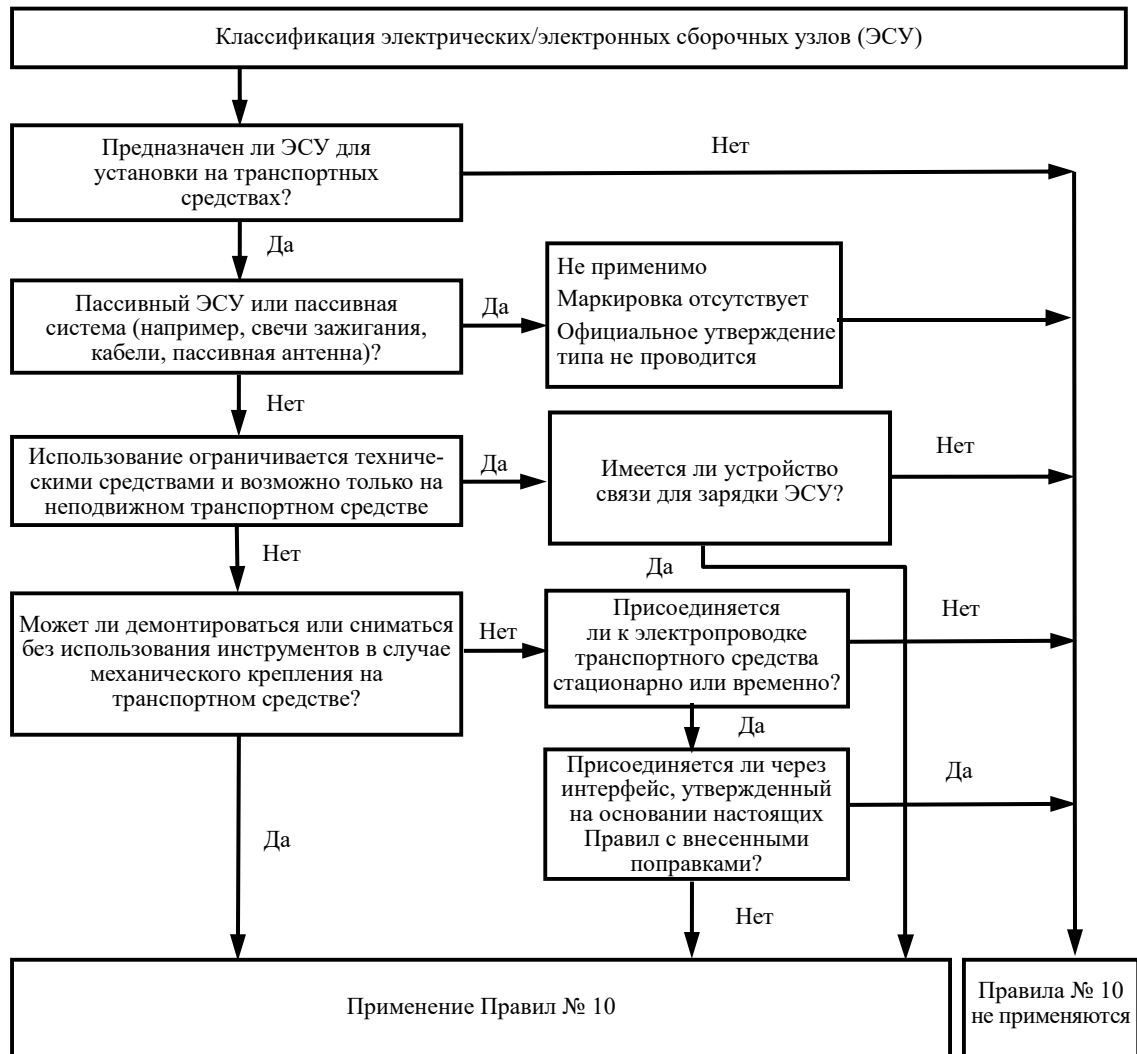 Классификация электрических/электронных сборочных узлов (ЭСУ)
Предназначен ли ЭСУ для
установки на транспортных
средствах?
Нет
Да
Пассивный ЭСУ или пассивная
система (например, свечи зажигания,
кабели, пассивная антенна)?
Да
Не применимо
Маркировка отсутствует
Официальное утверждение
типа не проводится
Нет
Использование ограничивается техниче-
скими средствами и возможно только на
неподвижном транспортном средстве
Да
Имеется ли устройство
связи для зарядки ЭСУ?
Нет
Нет
Да
Может ли демонтироваться или сниматься
без использования инструментов в случае
механического крепления на
транспортном средстве?
Нет
Присоединяется
ли к электропроводке
транспортного средства
стационарно или временно?
Нет
Да
Присоединяется ли через
интерфейс, утвержденный
на основании настоящих
Правил с внесенными
поправками?
Да
Да
Нет
Применение Правил № 10
Правила № 10
не применяются